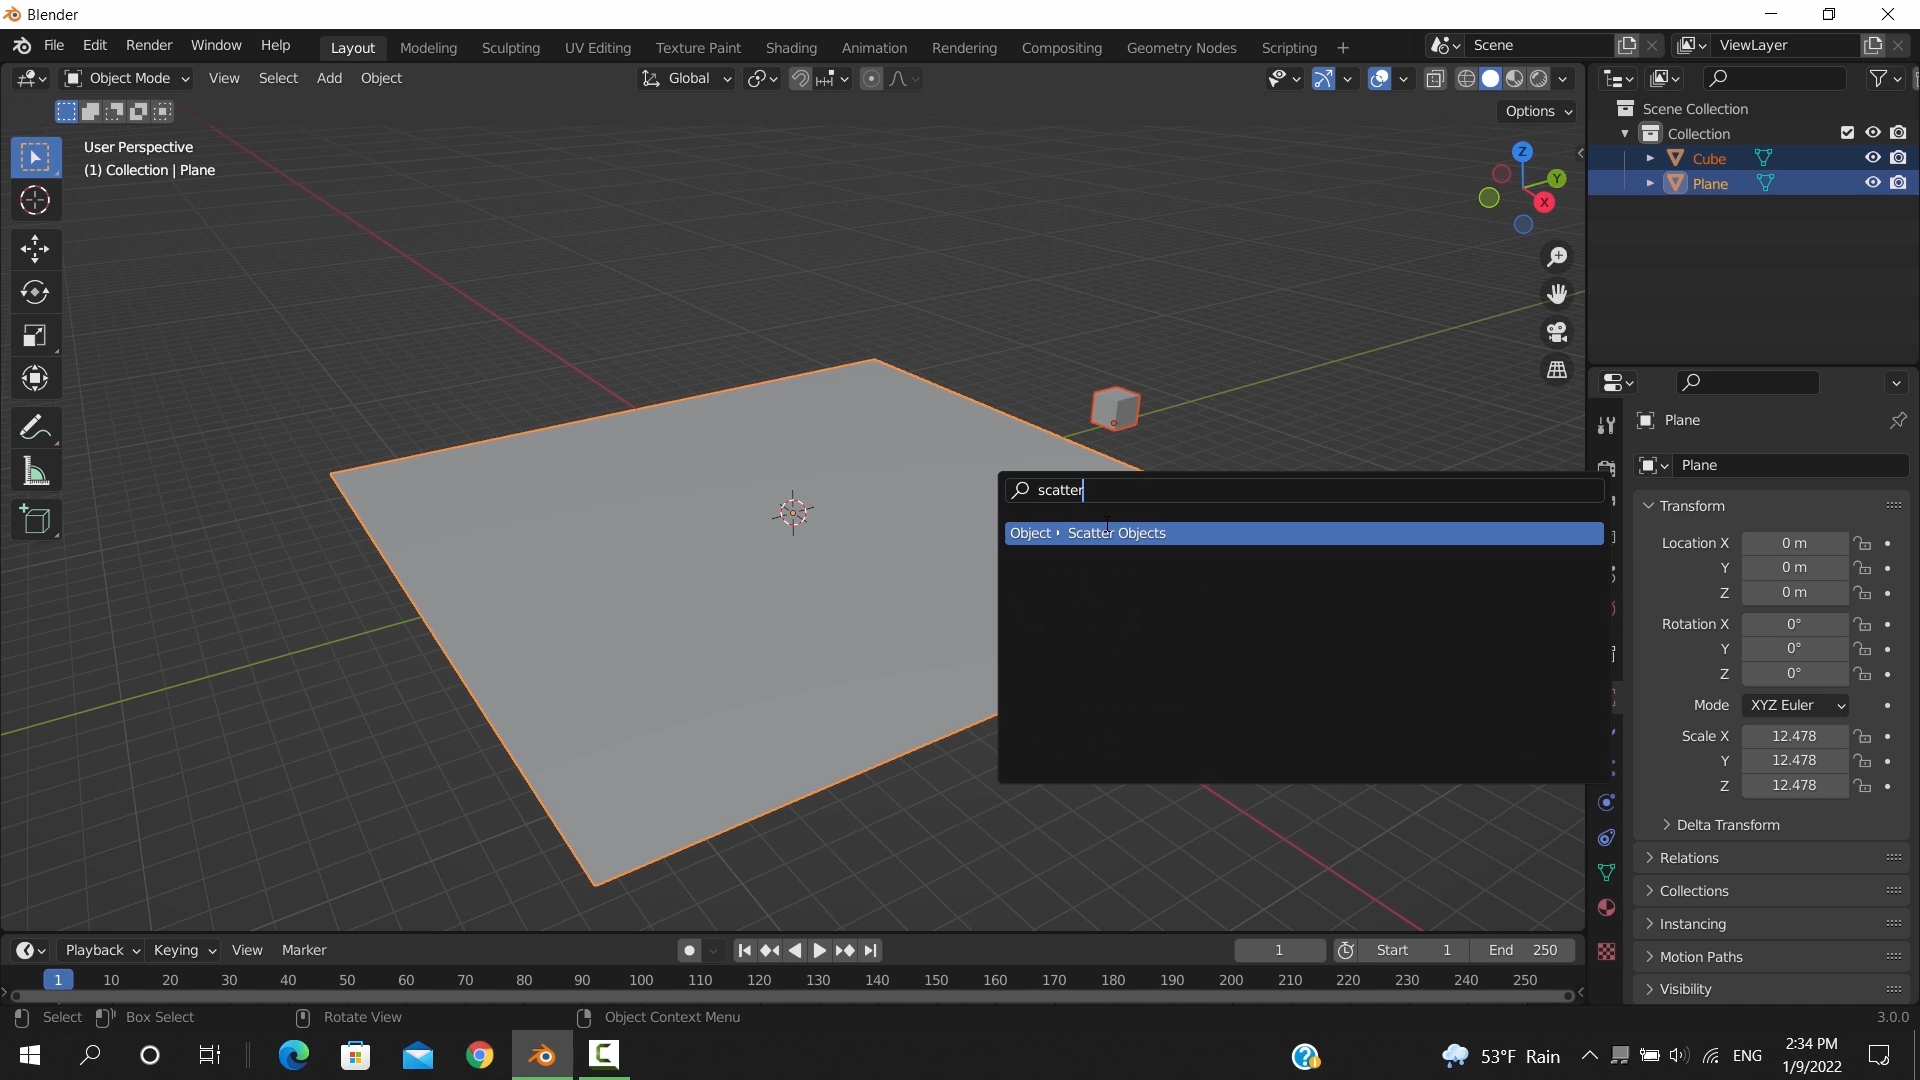 Blender
File Edit Render Window Help Layout Modeling Sculpting UV Editing Texture Paint Shading Animation Rendering Compositing Geometry Nodes Scripting + Scene ViewLayer
Object Mode View Select Add Object Global
Options
User Perspective
(1) Collection | Plane
Z
Y
X
Scene Collection
Collection
Cube
Plane
scatter
Object Scatter Objects
Plane
Plane
Transform
Location X 0 m
Y 0 m
Z 0 m
Rotation X 0°
Y 0°
Z 0°
Mode XYZ Euler
Scale X 12.478
Y 12.478
Z 12.478
Delta Transform
Relations
Collections
Instancing
Motion Paths
Visibility
Playback Keying View Marker 1 Start 1 End 250
1 10 20 30 40 50 60 70 80 90 100 110 120 130 140 150 160 170 180 190 200 210 220 230 240 250
Select Box Select Rotate View Object Context Menu 3.0.0
53°F Rain ENG 2:34 PM
1/9/2022